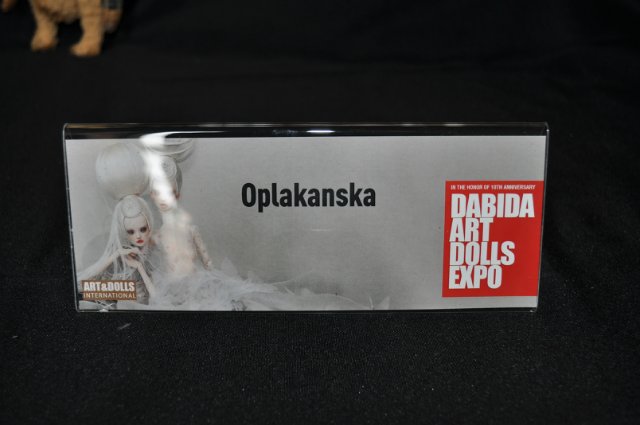 Oplakanska
IN THE HONOR OF 10TH ANNIVERSARY
DABIDA
ART
DOLLS
EXPO
ART&DOLLS
INTERNATIONAL